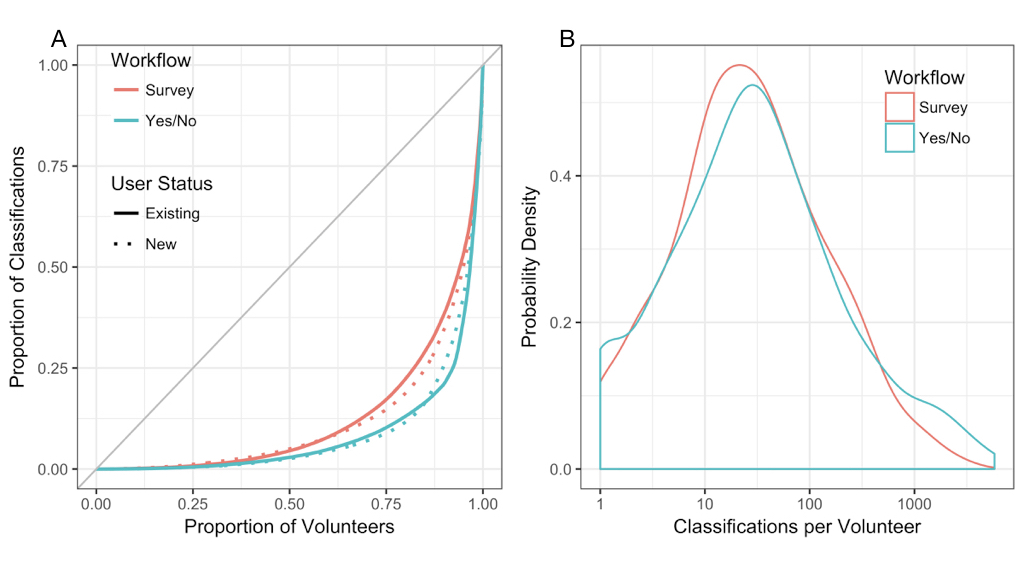 A
Workflow
Survey
Yes/No
User Status
Existing
New
1.00
0.75
0.50
0.25
0.00
Proportion of Classifications
0.00 0.25 0.50 0.75 1.00
Proportion of Volunteers
B
Workflow
Survey
Yes/No
0.4
0.2
0.0
Probability Density
1 10 100 1000
Classifications per Volunteer